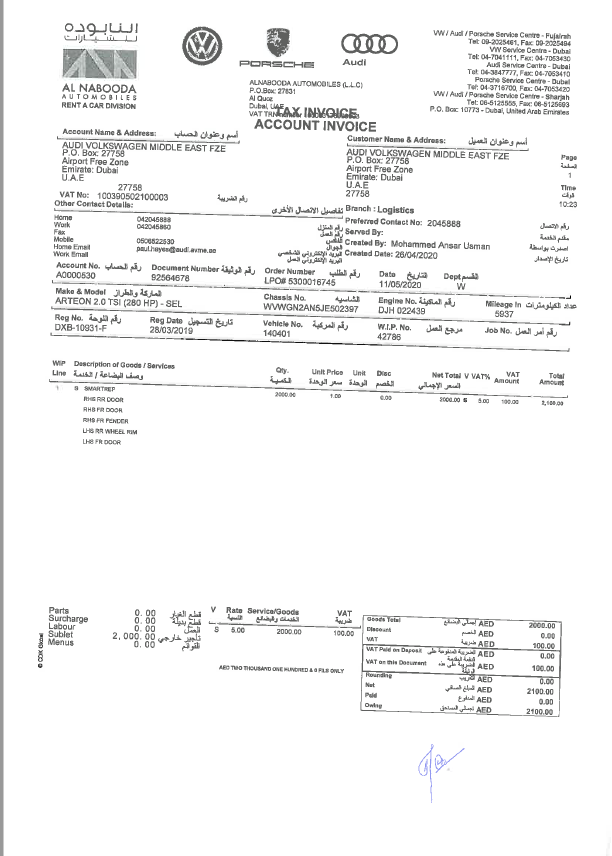 النابوده
للسيارات
AL NABOODA
AUTOMOBILES
RENT A CAR DIVISION
PORSCHE
Audi
VW / Audi / Porsche Service Centre - Fujairah
Tel: 09-2025461, Fax: 09-2025494
VW Service Centre - Dubai
Tel: 04-7041111, Fax: 04-7053430
Audi Service Centre - Dubai
Tel: 04-3847777, Fax: 04-7053410
Porsche Service Centre - Dubai
Tel: 04-3716700, Fax: 04-7053420
VW / Audi / Porsche Service Centre - Sharjah
Tel: 06-5125555, Fax: 06-5125693
P.O. Box: 10773 - Dubai, United Arab Emirates
ALNABOODA AUTOMOBILES (L.L.C)
P.O.Box: 27831
Al Quoz
Dubai, UAE
VAT TRN
TAX INVOICE
ACCOUNT INVOICE
Account Name & Address: أسم وعنوان الحساب
AUDI VOLKSWAGEN MIDDLE EAST FZE
P.O. Box: 27758
Airport Free Zone
Emirate: Dubai
U.A.E
27758
VAT No: 100390502100003 رقم الضريبة
Customer Name & Address: أسم وعنوان العميل
AUDI VOLKSWAGEN MIDDLE EAST FZE
P.O. Box: 27758
Airport Free Zone
Emirate: Dubai
U.A.E
27758
Page
الصفحة
1
Time
الوقت
10:23
Other Contact Details: تفاصيل الاتصال الأخرى
Home 042045888 رقم المنزل
Work 042045860 رقم العمل
Fax الفاكس
Mobile 0506822530 الجوال
Home Email paul.hayes@audi.avme.ae البريد الإلكتروني الشخصي
Work Email البريد الإلكتروني العمل
Branch : Logistics
Preferred Contact No: 2045888 رقم الاتصال
Served By: مقدم الخدمة
Created By: Mohammed Ansar Usman اصدرت بواسطة
Created Date: 26/04/2020 تاريخ الإصدار
Account No. رقم الحساب Document Number رقم الوثيقة Order Number رقم الطلب Date التاريخ Dept القسم
A0000530 92564678 LPO# 5300016745 11/05/2020 W
Make & Model الماركة والطراز Chassis No. الشاسيه Engine No. رقم الماكينة Mileage In عداد الكيلومترات
ARTEON 2.0 TSI (280 HP) - SEL WVWGN2AN5JE502397 DJH 022439 5937
Reg No. رقم اللوحة Reg Date تاريخ التسجيل Vehicle No. رقم المركبة W.I.P. No. مرجع العمل Job No. رقم أمر العمل
DXB-10931-F 28/03/2019 140401 42786
WIP Description of Goods / Services Qty. Unit Price Unit Disc Net Total V VAT% VAT Total
Line وصف البضاعة / الخدمة الكمية سعر الوحدة الوحدة الخصم السعر الإجمالي Amount Amount
1 S SMARTREP 2000.00 1.00 0.00 2000.00 S 5.00 100.00 2,100.00
RHS RR DOOR
RHS FR DOOR
RHS FR FENDER
LHS RR WHEEL RIM
LHS FR DOOR
Parts 0.00 قطع الغيار
Surcharge 0.00 قطع بديلة
Labour 0.00 العمل
Sublet 2,000.00 تأجير خارجي
Menus 0.00 القوائم
V Rate Service/Goods VAT
النسبة الخدمات والبضائع ضريبة
S 5.00 2000.00 100.00
© CDK Global
AED TWO THOUSAND ONE HUNDRED & 0 FILS ONLY
Goods Total إجمالي البضائع AED 2000.00
Discount الخصم AED 0.00
VAT ضريبة AED 100.00
VAT Paid on Deposit AED 0.00
VAT on this Document AED 100.00
Rounding التقريب AED 0.00
Net المبلغ الصافي AED 2100.00
Paid المدفوع AED 0.00
Owing AED 2100.00